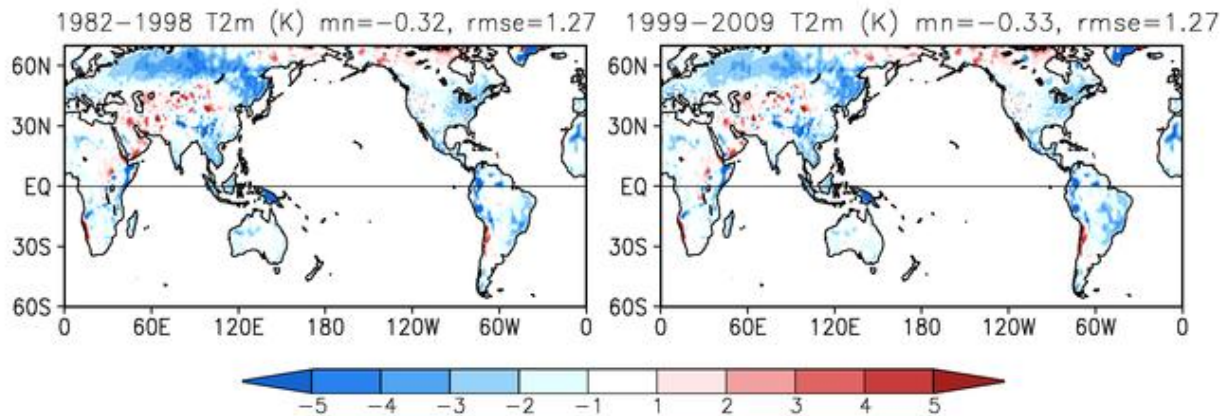 1982−1998 T2m (K) mn=−0.32, rmse=1.27
1999−2009 T2m (K) mn=−0.33, rmse=1.27
60N
30N
EQ
30S
60S
0 60E 120E 180 120W 60W 0
60N
30N
EQ
30S
60S
0 60E 120E 180 120W 60W 0
−5 −4 −3 −2 −1 1 2 3 4 5